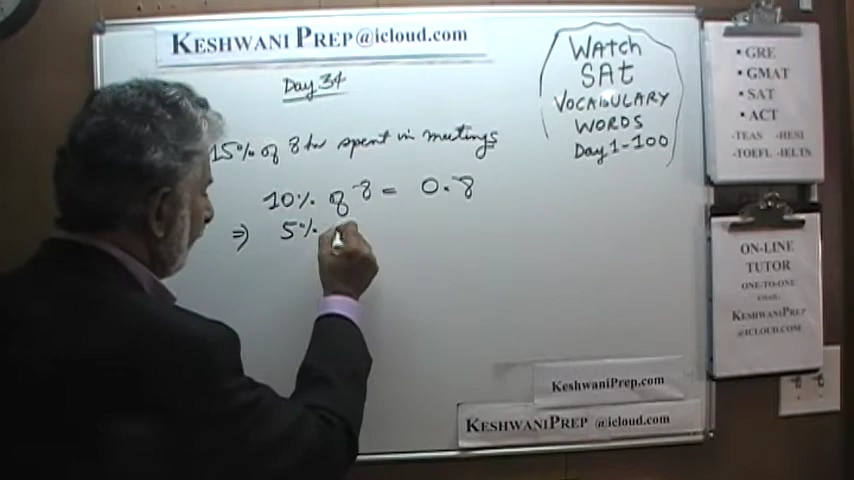 KESHWANI PREP@icloud.com
Day 34
15% of 8 hr spent in meetings
10% of 8 = 0.8
⇒ 5%
WAtch
SAt
VOCABULARY
WORDS
Day 1-100
• GRE
• GMAT
• SAT
• ACT
-TEAS -HESI
-TOEFL -IELTS
ON-LINE
TUTOR
ONE-TO-ONE
EMAIL:
KESHWANIPREP
@ICLOUD.COM
KeshwaniPrep.com
KESHWANIPREP @icloud.com